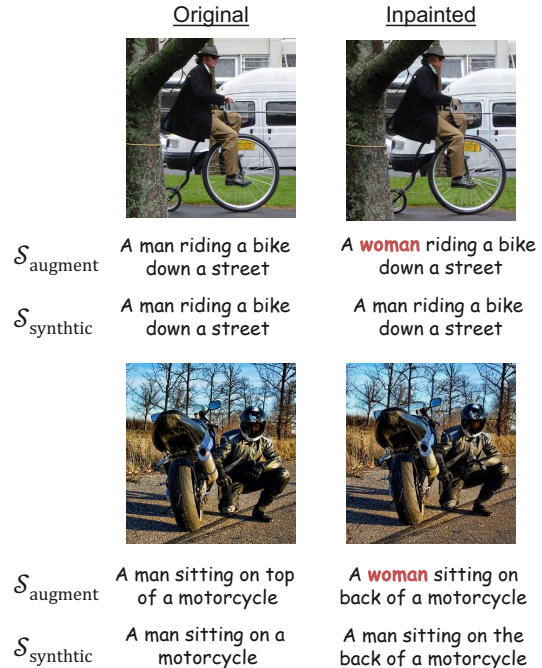 Original Inpainted
S augment A man riding a bike A woman riding a bike
down a street down a street
S synthtic A man riding a bike A man riding a bike
down a street down a street
S augment A man sitting on top A woman sitting on
of a motorcycle back of a motorcycle
S synthtic A man sitting on a A man sitting on the
motorcycle back of a motorcycle